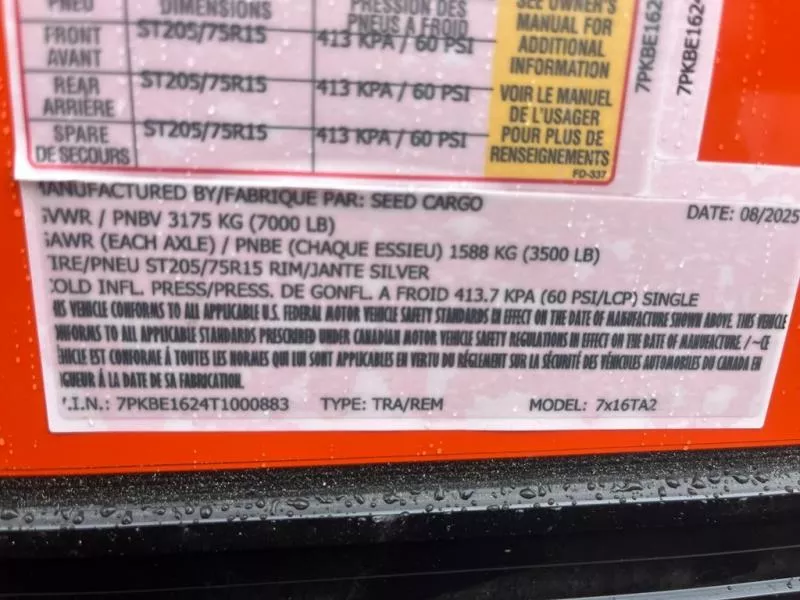 PNEU DIMENSIONS PRESSION DES PNEUS A FROID
FRONT AVANT ST205/75R15 413 KPA / 60 PSI
REAR ARRIÈRE ST205/75R15 413 KPA / 60 PSI
SPARE DE SECOURS ST205/75R15 413 KPA / 60 PSI
SEE OWNER'S
MANUAL FOR
ADDITIONAL
INFORMATION
VOIR LE MANUEL
DE L'USAGER
POUR PLUS DE
RENSEIGNEMENTS
FD-337
7PKBE162
7PKBE1624
MANUFACTURED BY/FABRIQUE PAR: SEED CARGO
DATE: 08/2025
GVWR / PNBV 3175 KG (7000 LB)
GAWR (EACH AXLE) / PNBE (CHAQUE ESSIEU) 1588 KG (3500 LB)
TIRE/PNEU ST205/75R15 RIM/JANTE SILVER
COLD INFL. PRESS/PRESS. DE GONFL. A FROID 413.7 KPA (60 PSI/LCP) SINGLE
HIS VEHICLE CONFORMS TO ALL APPLICABLE U.S. FEDERAL MOTOR VEHICLE SAFETY STANDARDS IN EFFECT ON THE DATE OF MANUFACTURE SHOWN ABOVE. THIS VEHICLE
ONFORMS TO ALL APPLICABLE STANDARDS PRESCRIBED UNDER CANADIAN MOTOR VEHICLE SAFETY REGULATIONS IN EFFECT ON THE DATE OF MANUFACTURE. / ~CE
ÉHICLE EST CONFORME À TOUTES LES NORMES QUI LUI SONT APPLICABLES EN VERTU DU RÈGLEMENT SUR LA SÉCURITÉ DES VÉHICULES AUTOMOBILES DU CANADA EN
IGUEUR À LA DATE DE SA FABRICATION.
V.I.N.: 7PKBE1624T1000883 TYPE: TRA/REM MODEL: 7x16TA2